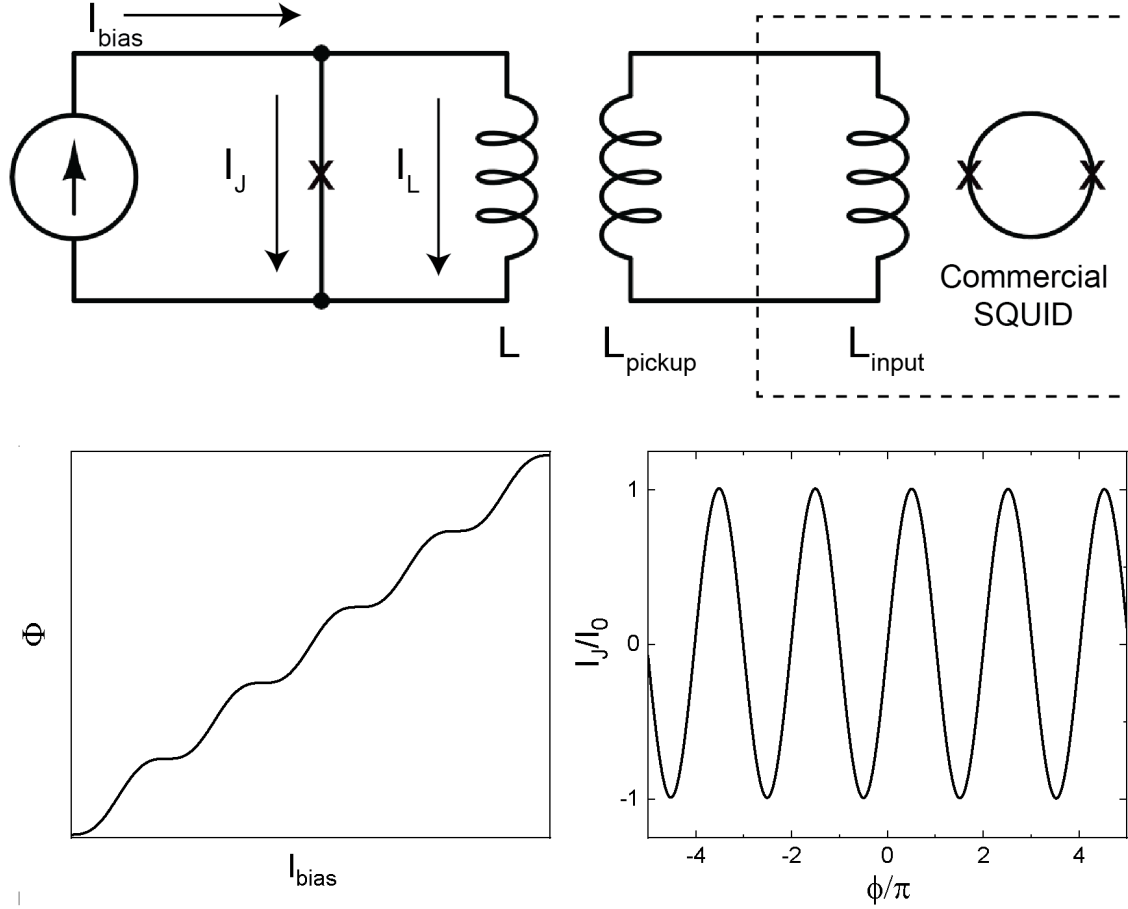 I_bias
I_J
I_L
X
X
X
Commercial
SQUID
L
L_pickup
L_input
Φ
I_bias
1
0
-1
I_J/I_0
-4
-2
0
2
4
ϕ/π